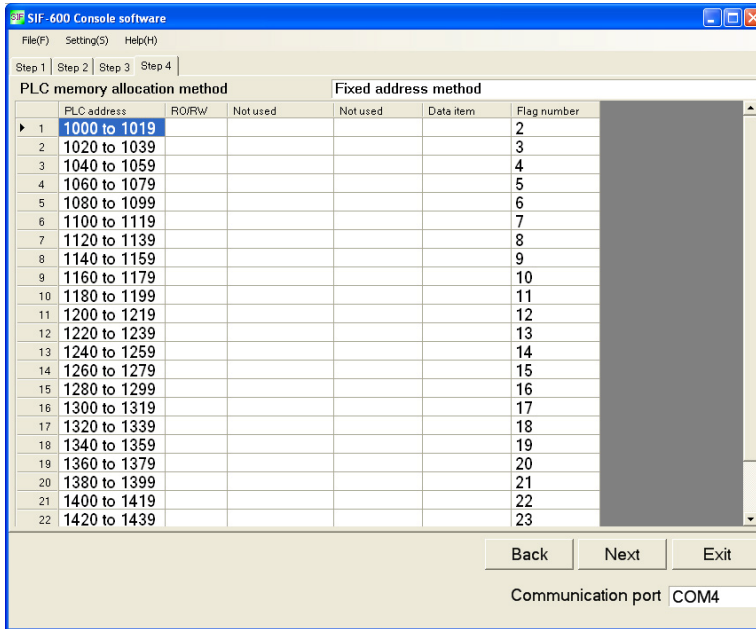 SIF SIF-600 Console software
File(F) Setting(S) Help(H)
Step 1 Step 2 Step 3 Step 4
PLC memory allocation method Fixed address method
PLC address RO/RW Not used Not used Data item Flag number
1 1000 to 1019 2
2 1020 to 1039 3
3 1040 to 1059 4
4 1060 to 1079 5
5 1080 to 1099 6
6 1100 to 1119 7
7 1120 to 1139 8
8 1140 to 1159 9
9 1160 to 1179 10
10 1180 to 1199 11
11 1200 to 1219 12
12 1220 to 1239 13
13 1240 to 1259 14
14 1260 to 1279 15
15 1280 to 1299 16
16 1300 to 1319 17
17 1320 to 1339 18
18 1340 to 1359 19
19 1360 to 1379 20
20 1380 to 1399 21
21 1400 to 1419 22
22 1420 to 1439 23
Back Next Exit
Communication port COM4